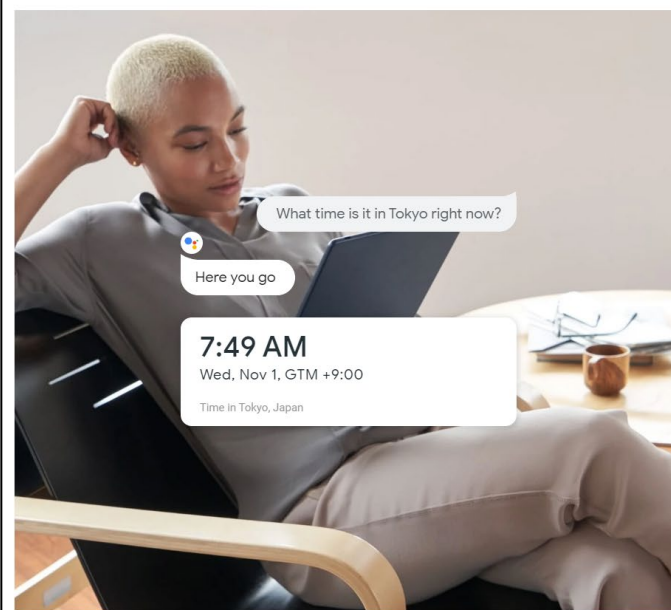 What time is it in Tokyo right now?
Here you go
7:49 AM
Wed, Nov 1, GTM +9:00
Time in Tokyo, Japan